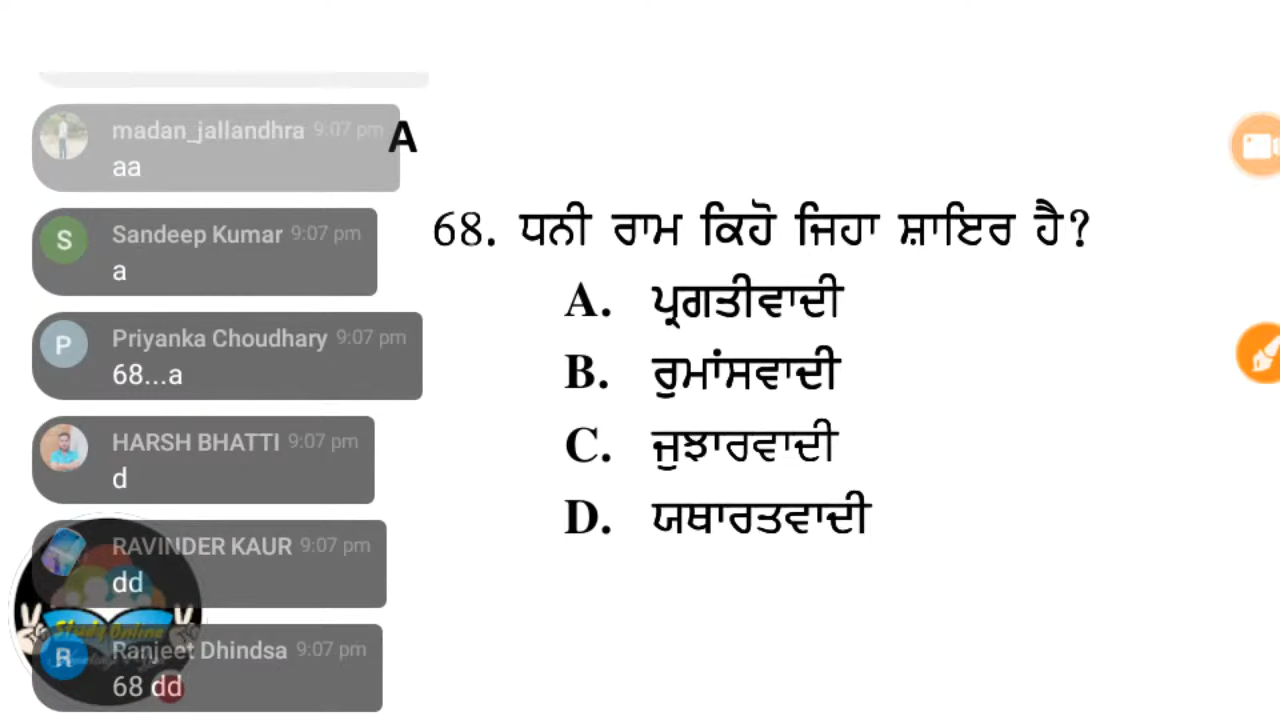 madan_jallandhra 9:07 pm
aa
A
Sandeep Kumar 9:07 pm
a
Priyanka Choudhary 9:07 pm
68...a
HARSH BHATTI 9:07 pm
d
RAVINDER KAUR 9:07 pm
dd
Ranjeet Dhindsa 9:07 pm
68 dd
S
P
R
Study Online
68. ਧਨੀ ਰਾਮ ਕਿਹੋ ਜਿਹਾ ਸ਼ਾਇਰ ਹੈ?
A. ਪ੍ਰਗਤੀਵਾਦੀ
B. ਰੁਮਾਂਸਵਾਦੀ
C. ਜੁਝਾਰਵਾਦੀ
D. ਯਥਾਰਤਵਾਦੀ